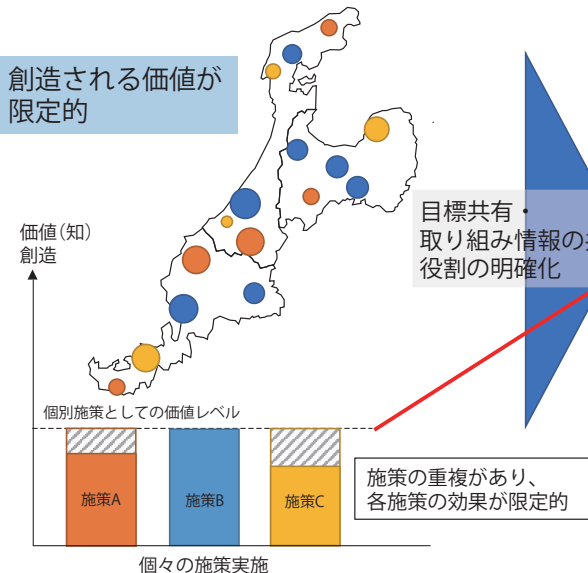 創造される価値が
限定的
目標共有・
取り組み情報の
役割の明確化
価値（知）
創造
個別施策としての価値レベル
施策A
施策B
施策C
施策の重複があり、
各施策の効果が限定的
個々の施策実施